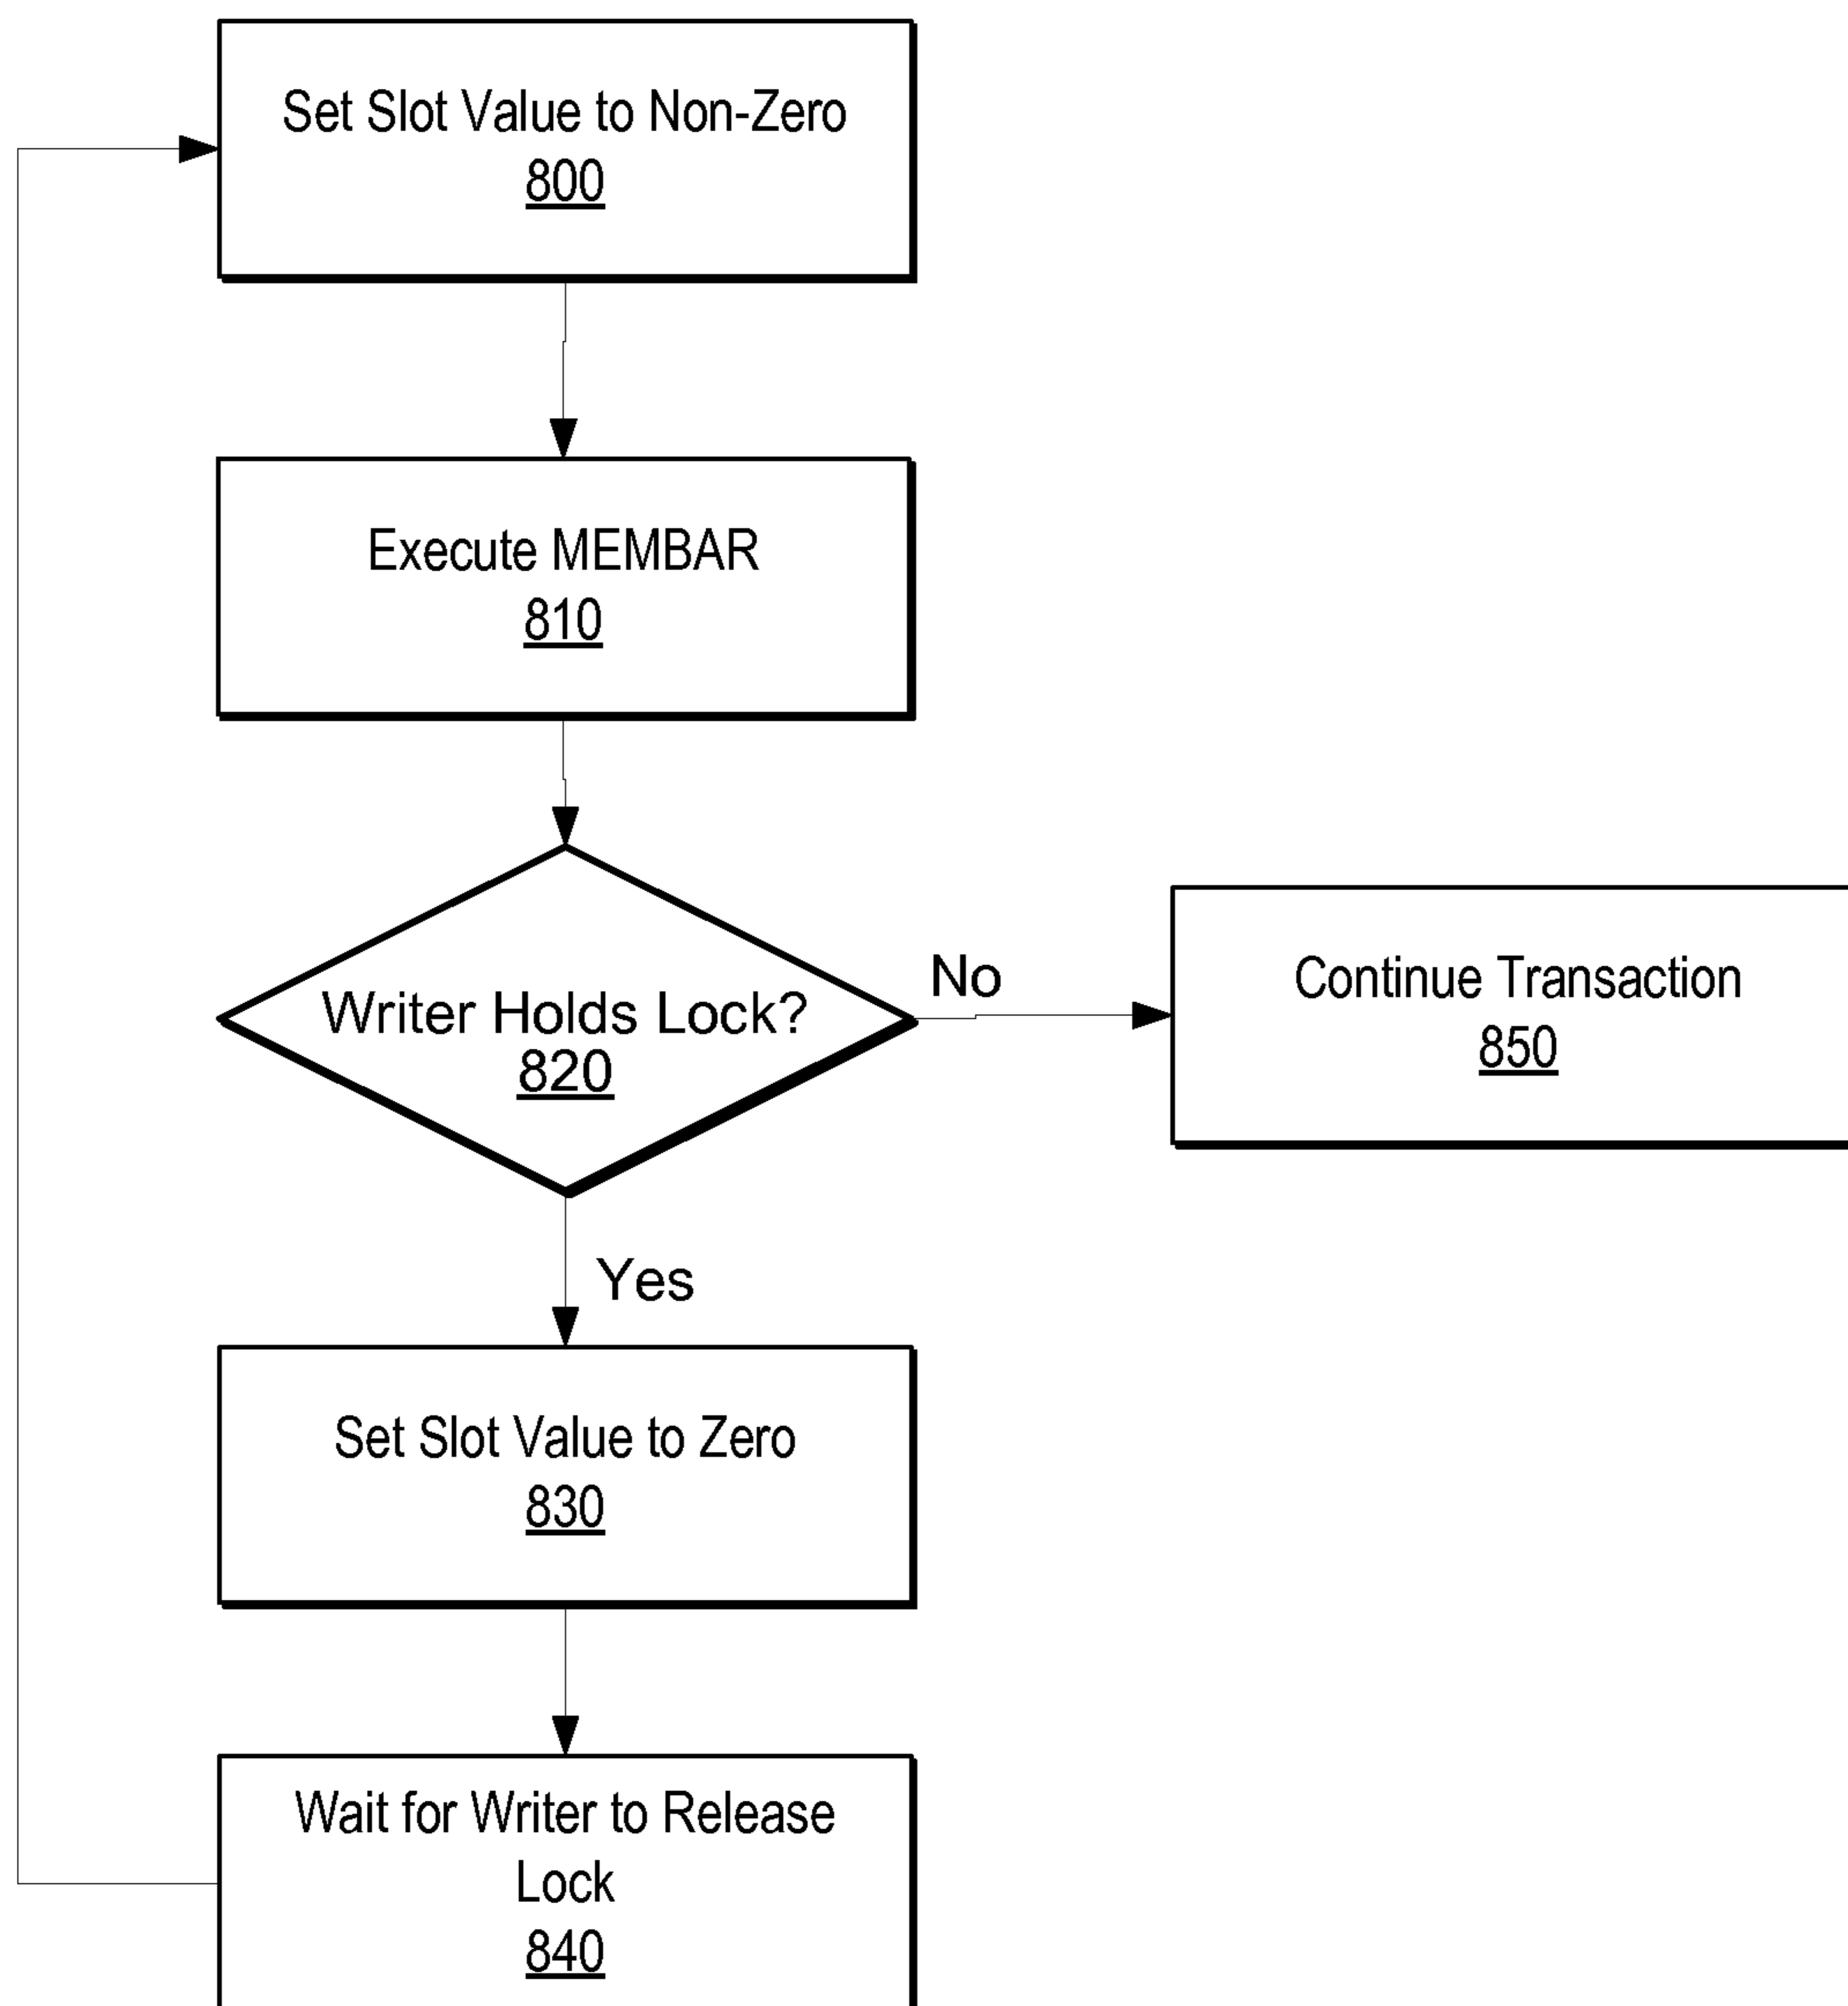 Set Slot Value to Non-Zero
800
Execute MEMBAR
810
Writer Holds Lock?
820
No
Continue Transaction
850
Yes
Set Slot Value to Zero
830
Wait for Writer to Release
Lock
840